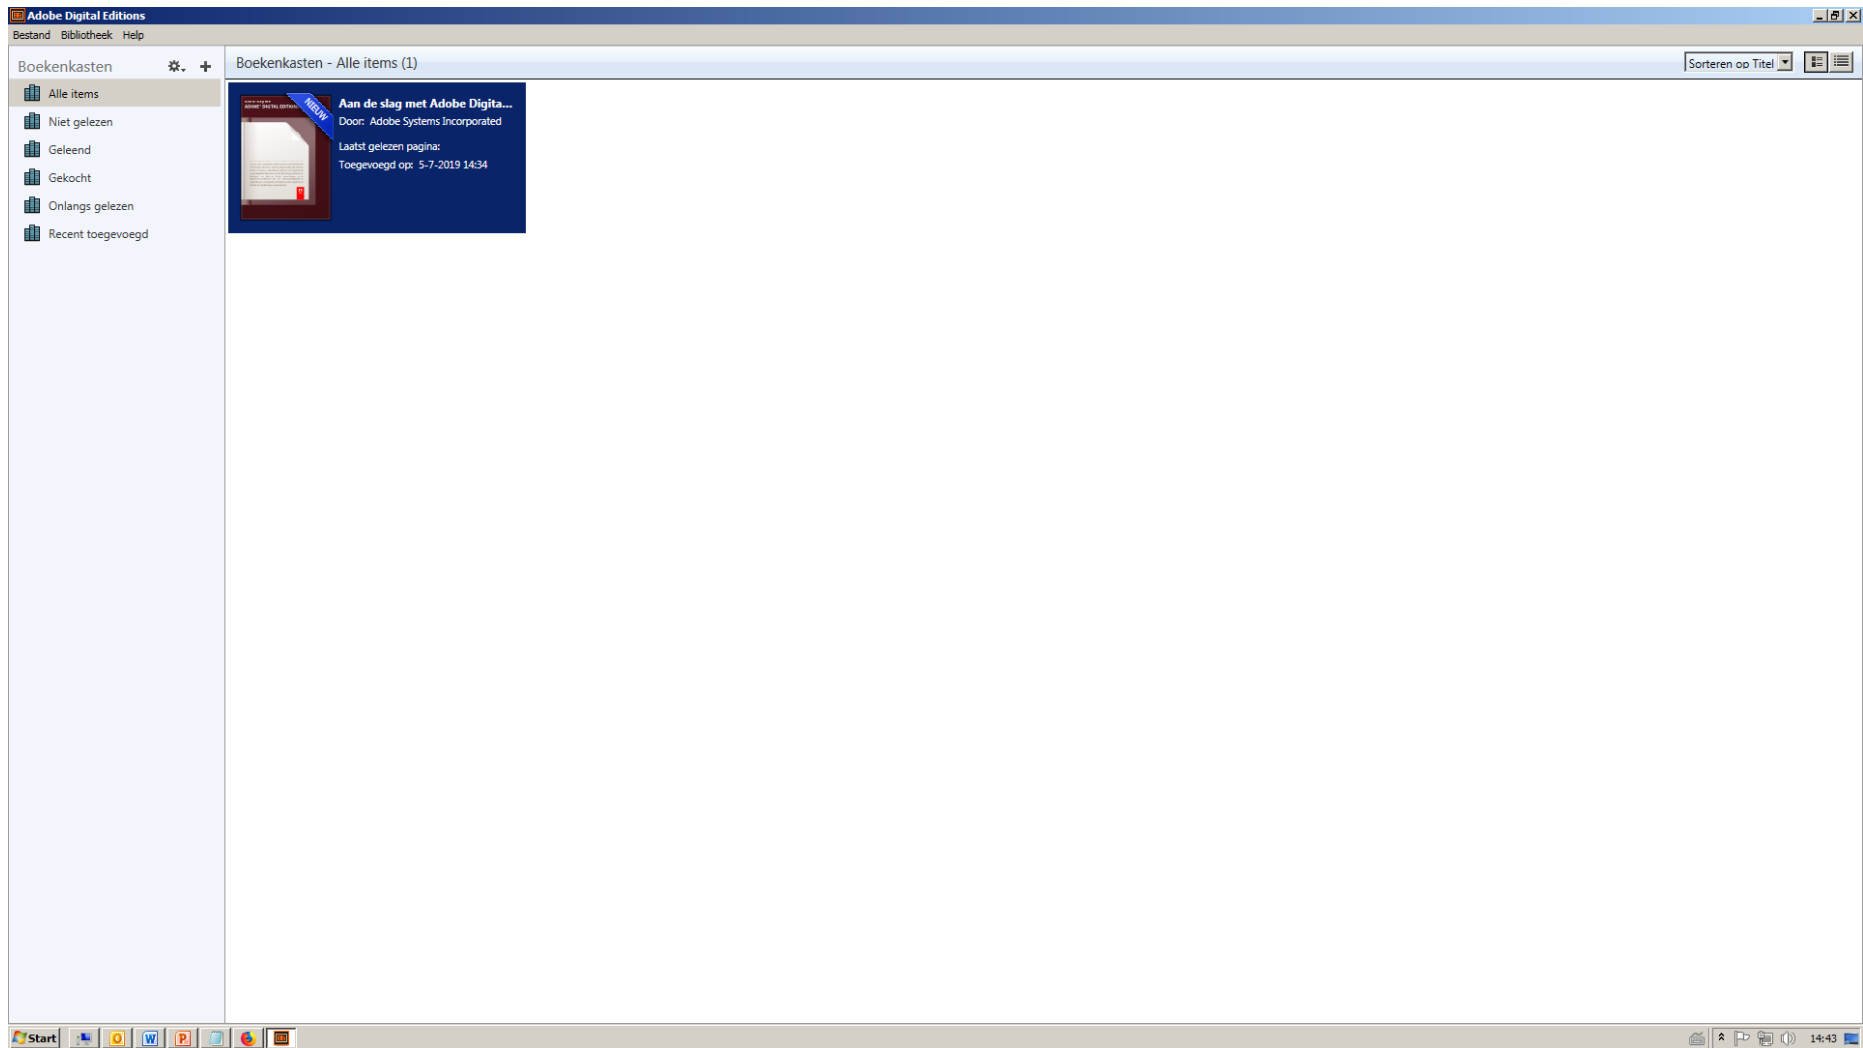 Adobe Digital Editions
Bestand Bibliotheek Help
Boekenkasten
Boekenkasten - Alle items (1)
Sorteren op Titel
Alle items
Niet gelezen
Geleend
Gekocht
Onlangs gelezen
Recent toegevoegd
NIEUW
Aan de slag met Adobe Digita...
Door: Adobe Systems Incorporated
Laatst gelezen pagina:
Toegevoegd op: 5-7-2019 14:34
Start
14:43